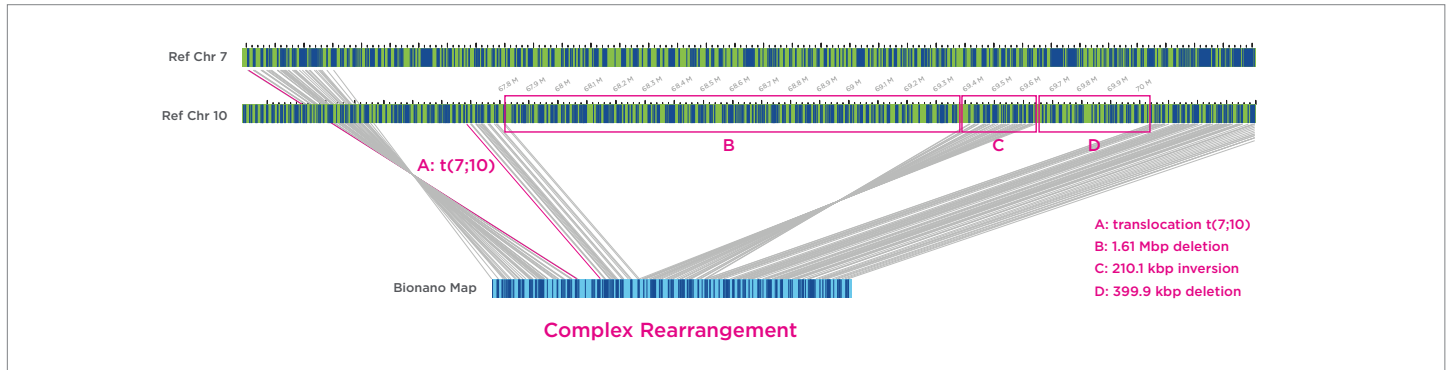 Ref Chr 7
67.8 M 67.9 M 68 M 68.1 M 68.2 M 68.3 M 68.4 M 68.5 M 68.6 M 68.7 M 68.8 M 68.9 M 69 M 69.1 M 69.2 M 69.3 M 69.4 M 69.5 M 69.6 M 69.7 M 69.8 M 69.9 M 70 M
Ref Chr 10
B
C
D
A: t(7;10)
A: translocation t(7;10)
B: 1.61 Mbp deletion
C: 210.1 kbp inversion
D: 399.9 kbp deletion
Bionano Map
Complex Rearrangement